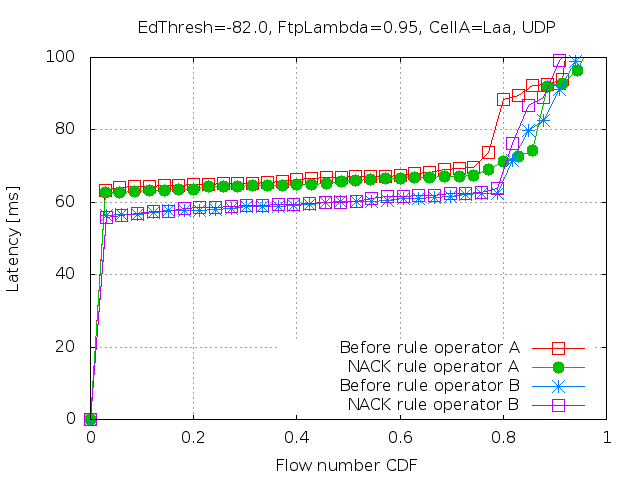 EdThresh=-82.0, FtpLambda=0.95, CellA=Laa, UDP
100
80
60
40
20
0
Latency [ms]
Before rule operator A
NACK rule operator A
Before rule operator B
NACK rule operator B
0 0.2 0.4 0.6 0.8 1
Flow number CDF